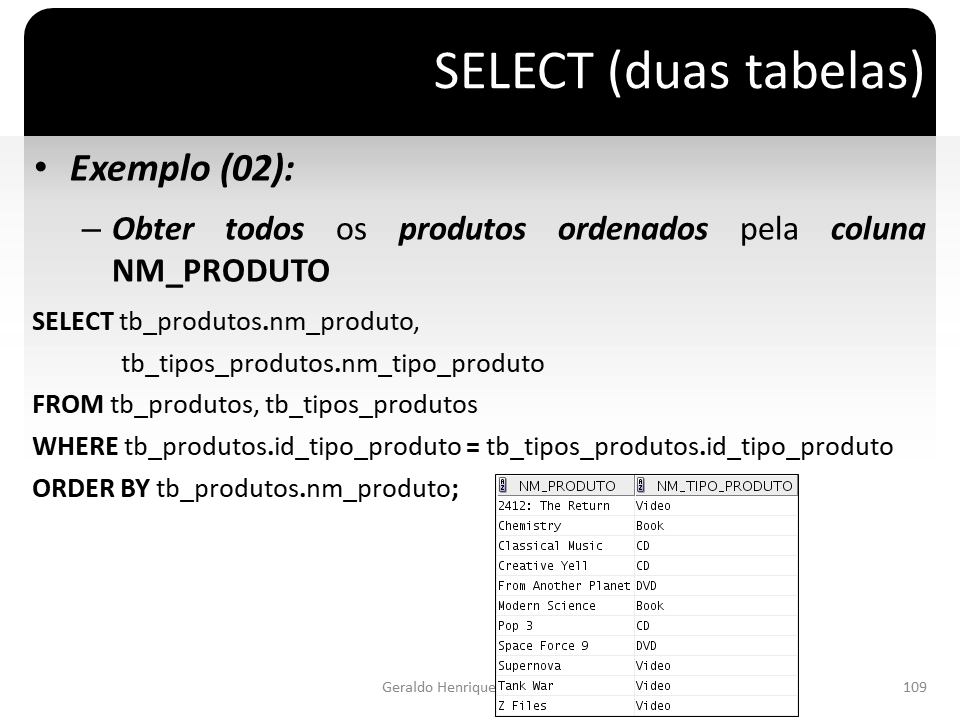 SELECT (duas tabelas)
• Exemplo (02):
– Obter todos os produtos ordenados pela coluna
NM_PRODUTO
SELECT tb_produtos.nm_produto,
tb_tipos_produtos.nm_tipo_produto
FROM tb_produtos, tb_tipos_produtos
WHERE tb_produtos.id_tipo_produto = tb_tipos_produtos.id_tipo_produto
ORDER BY tb_produtos.nm_produto;
NM_PRODUTO NM_TIPO_PRODUTO
2412: The Return Video
Chemistry Book
Classical Music CD
Creative Yell CD
From Another Planet DVD
Modern Science Book
Pop 3 CD
Space Force 9 DVD
Supernova Video
Tank War Video
Z Files Video
Geraldo Henrique
109